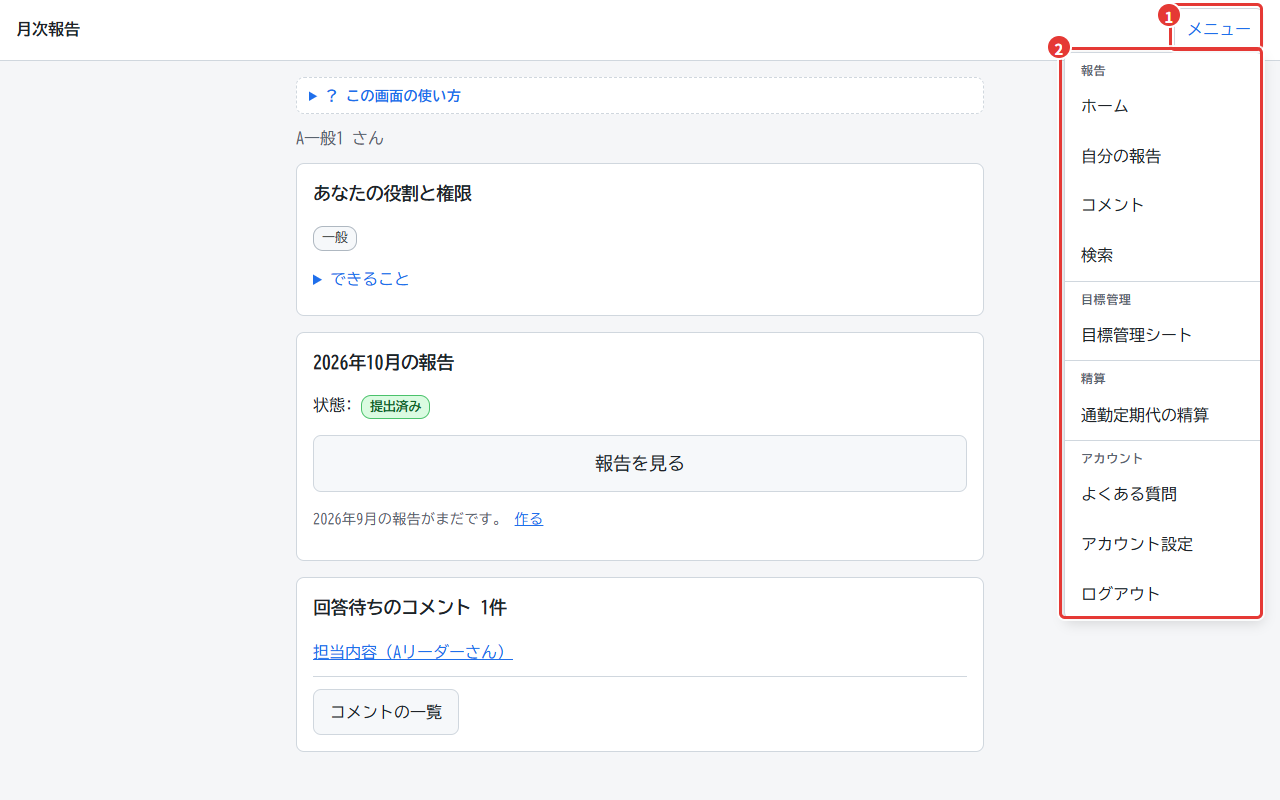 月次報告
1
メニュー
2
▶ ? この画面の使い方
A一般1 さん
あなたの役割と権限
一般
▶ できること
2026年10月の報告
状態: 提出済み
報告を見る
2026年9月の報告がまだです。 作る
回答待ちのコメント 1件
担当内容（Aリーダーさん）
コメントの一覧
報告
ホーム
自分の報告
コメント
検索
目標管理
目標管理シート
精算
通勤定期代の精算
アカウント
よくある質問
アカウント設定
ログアウト